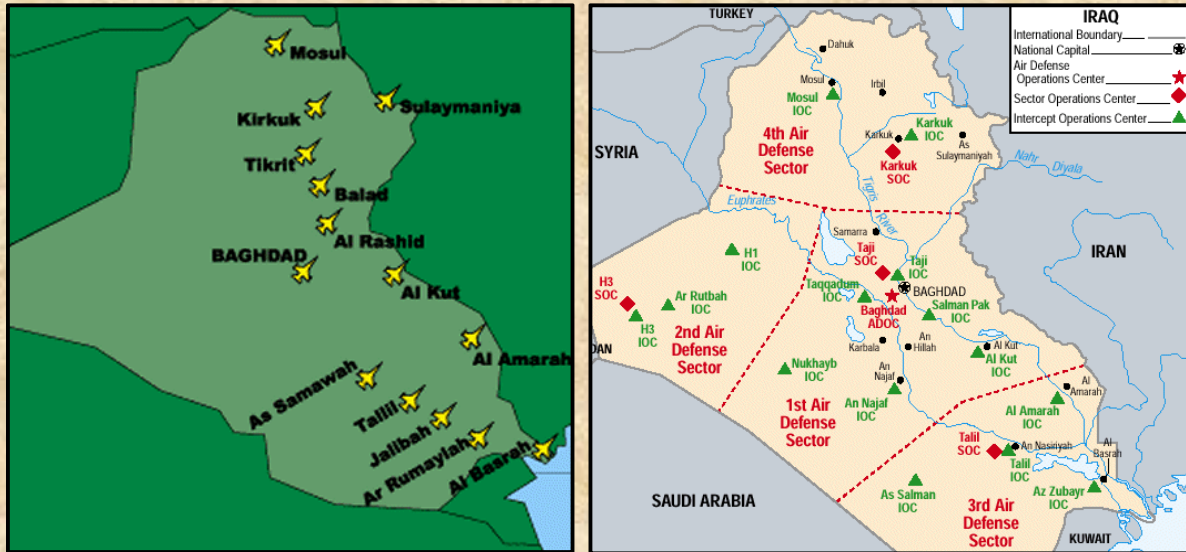 Mosul
Sulaymaniya
Kirkuk
Tikrit
Balad
Al Rashid
BAGHDAD
Al Kut
Al Amarah
As Samawah
Tallil
Jalibah
Ar Rumaylah
Al Basrah
TURKEY
IRAQ
International Boundary
National Capital
Air Defense
Operations Center
Sector Operations Center
Intercept Operations Center
Dahuk
Mosul
Irbil
Mosul
IOC
Karkuk
IOC
Karkuk
As
Sulaymaniyah
4th Air
Defense
Sector
Karkuk
SOC
SYRIA
Nahr Diyala
Tigris
River
Euphrates
Samarra
H1
IOC
Taji
SOC
Taji
IOC
IRAN
H3
SOC
Ar Rutbah
IOC
Taqqadum
IOC
BAGHDAD
Baghdad
ADOC
Salman Pak
IOC
H3
IOC
2nd Air
Defense
Sector
DAN
Karbala
An
Hillah
Al Kut
Al Kut
IOC
Nukhayb
IOC
An
Najaf
An Najaf
IOC
Al
Amarah
Al Amarah
IOC
1st Air
Defense
Sector
Talil
SOC
An Nasiriyah
Talil
IOC
Al
Basrah
As Salman
IOC
Az Zubayr
IOC
SAUDI ARABIA
3rd Air
Defense
Sector
KUWAIT